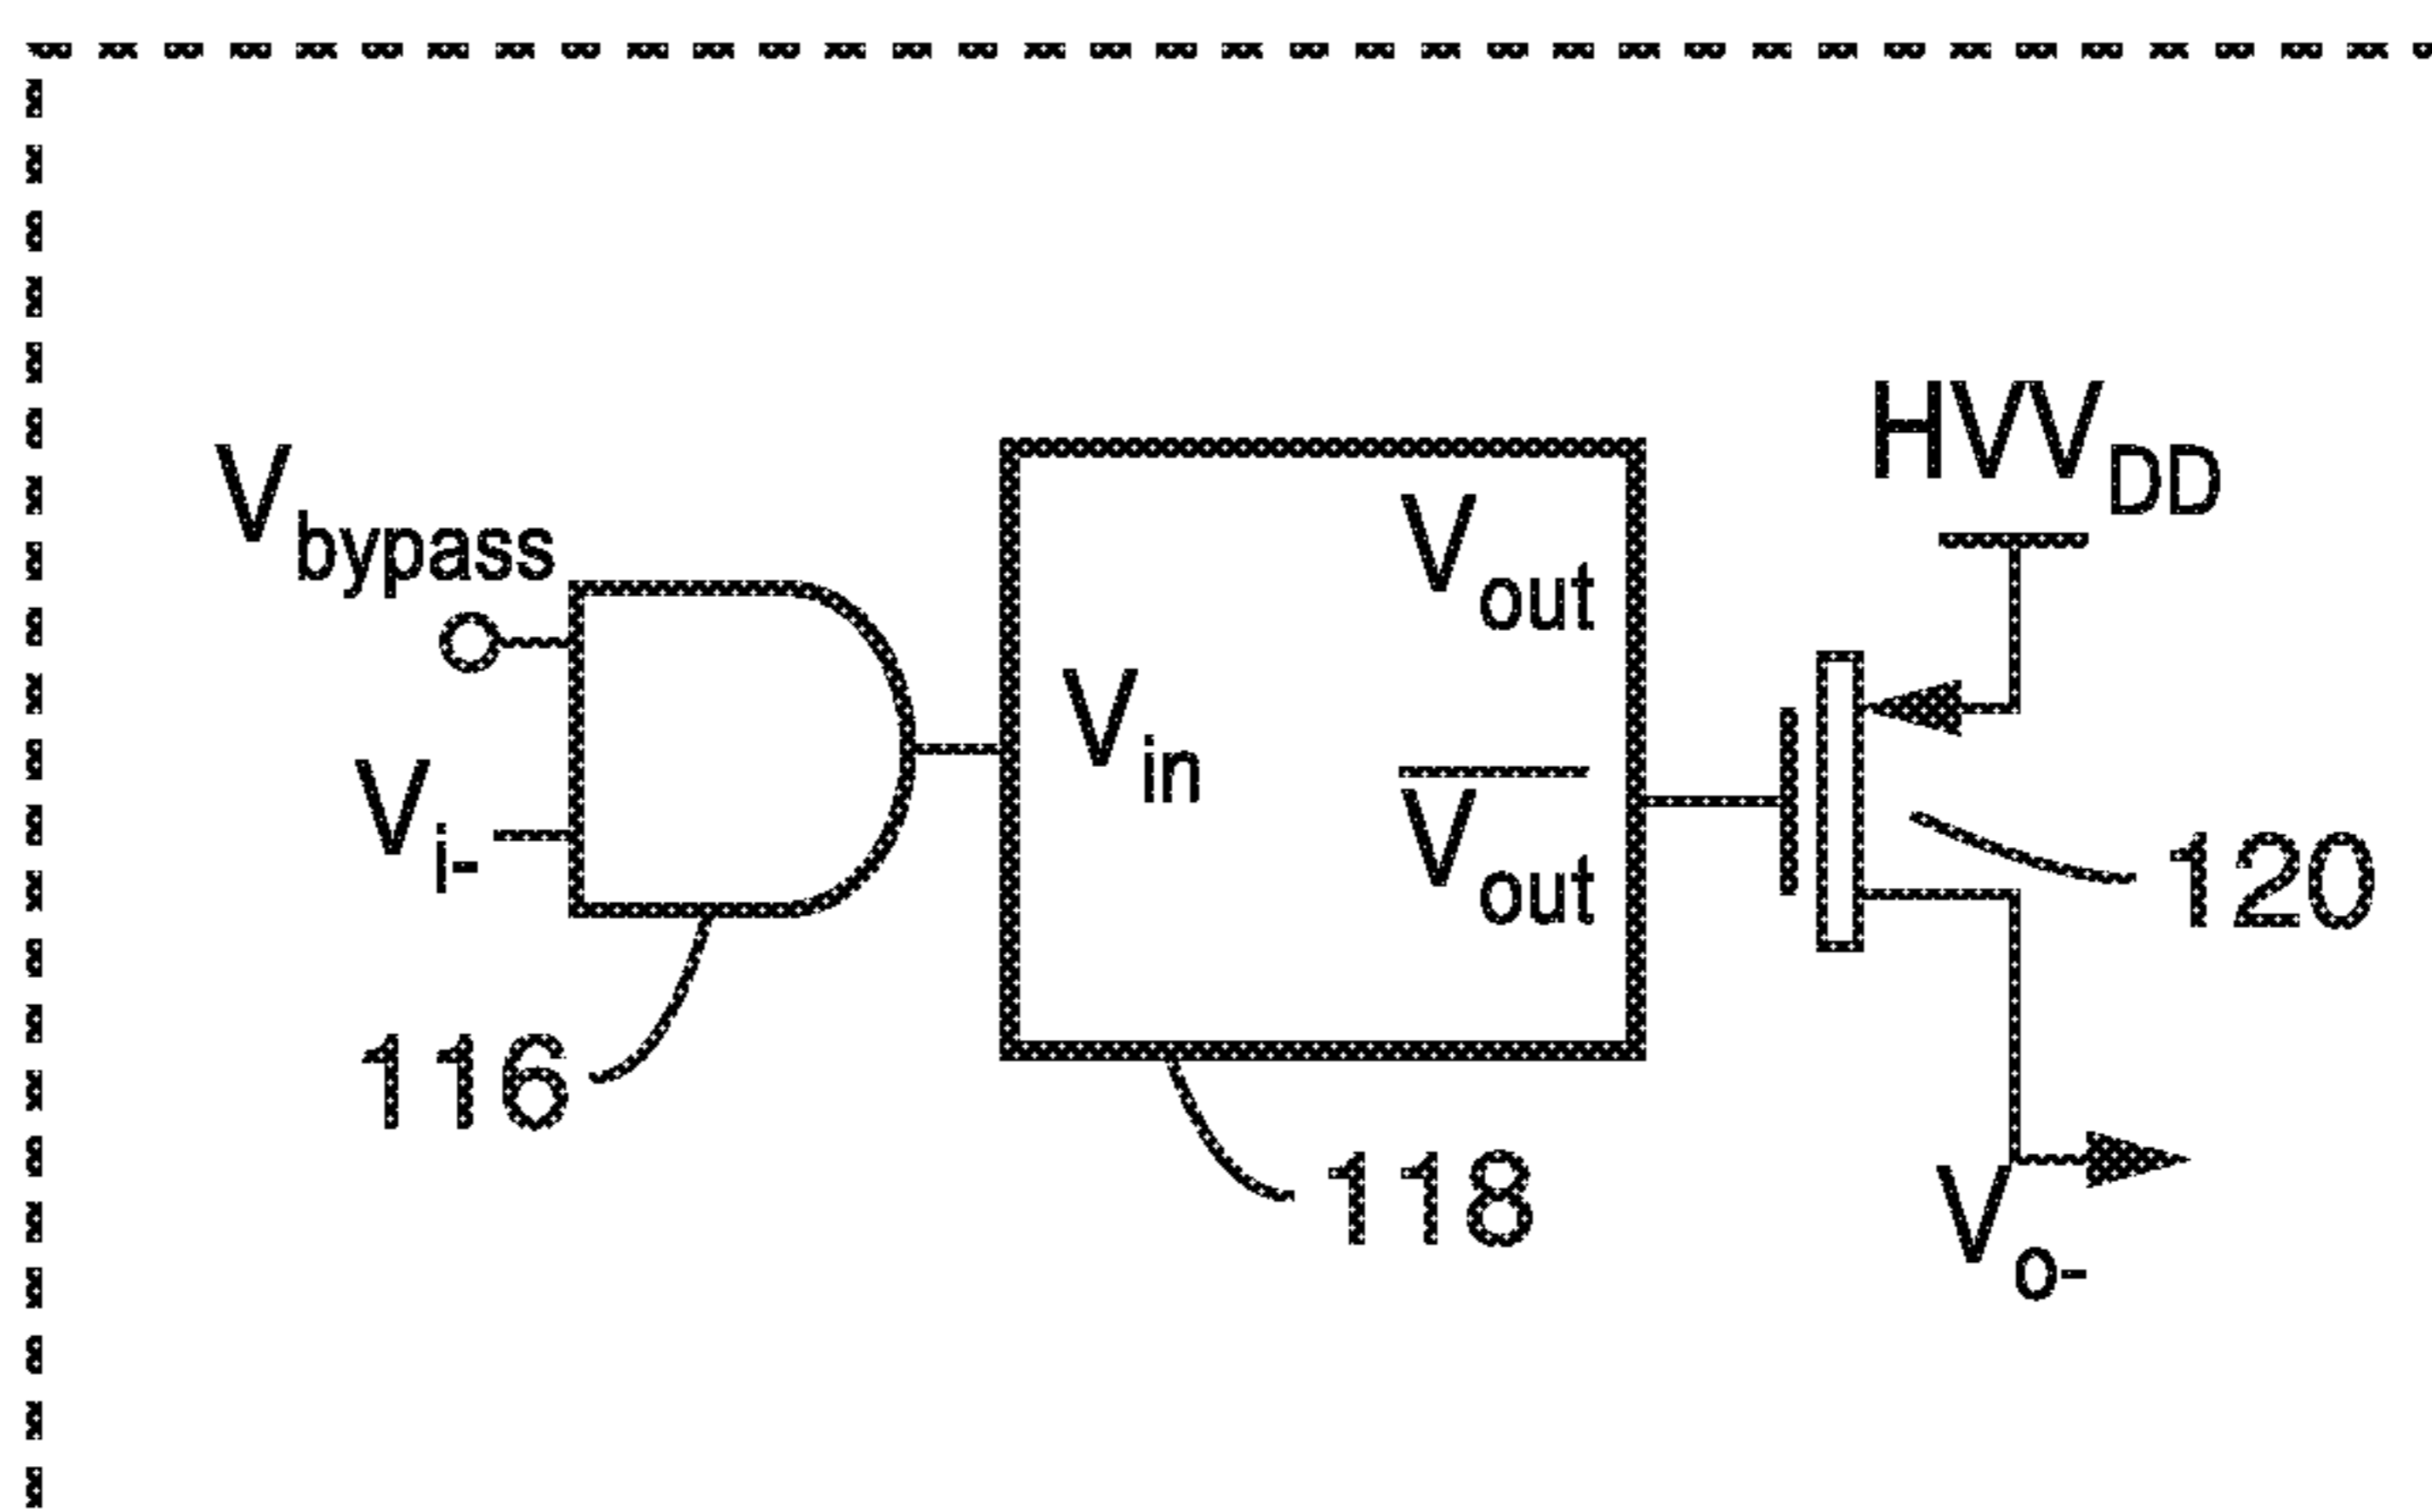 HVV_DD
V_bypass
V_out
V_in
V_i-
V̅_out
120
116
118
V_o-